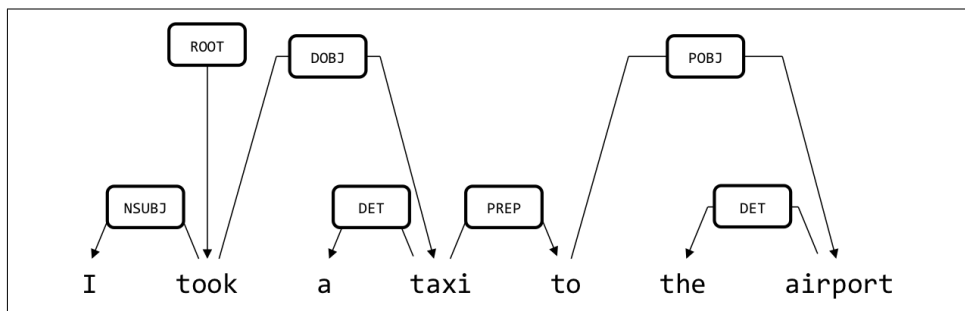 ROOT DOBJ POBJ
NSUBJ DET PREP DET
I took a taxi to the airport